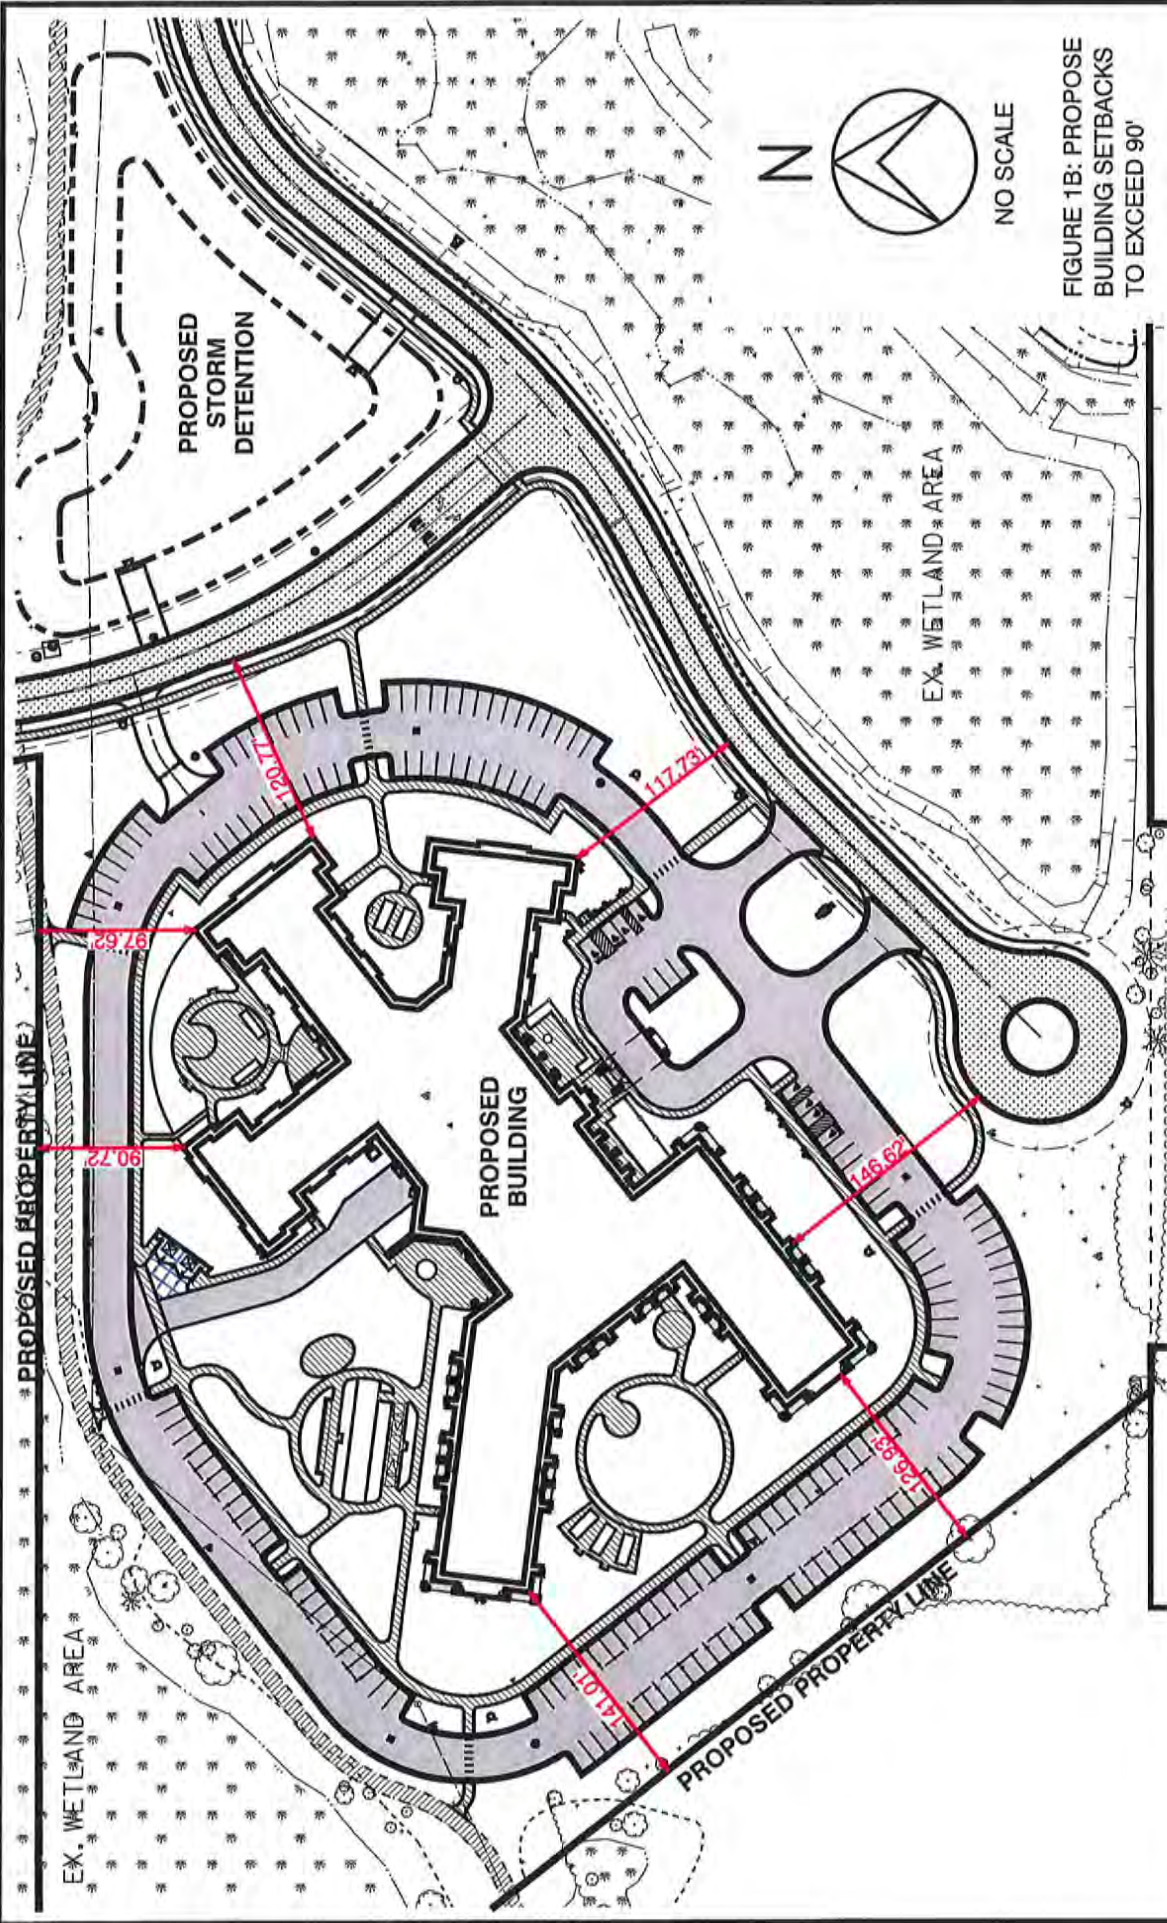 PROPOSED
STORM
DETENTION
N
NO SCALE
FIGURE 1B: PROPOSE
BUILDING SETBACKS
TO EXCEED 90'
120.77'
117.73'
97.62'
90.72'
PROPOSED PROPERTY LINE
PROPOSED
BUILDING
EX. WETLAND AREA
146.62'
126.93'
141.01'
PROPOSED PROPERTY LINE
EX. WETLAND AREA